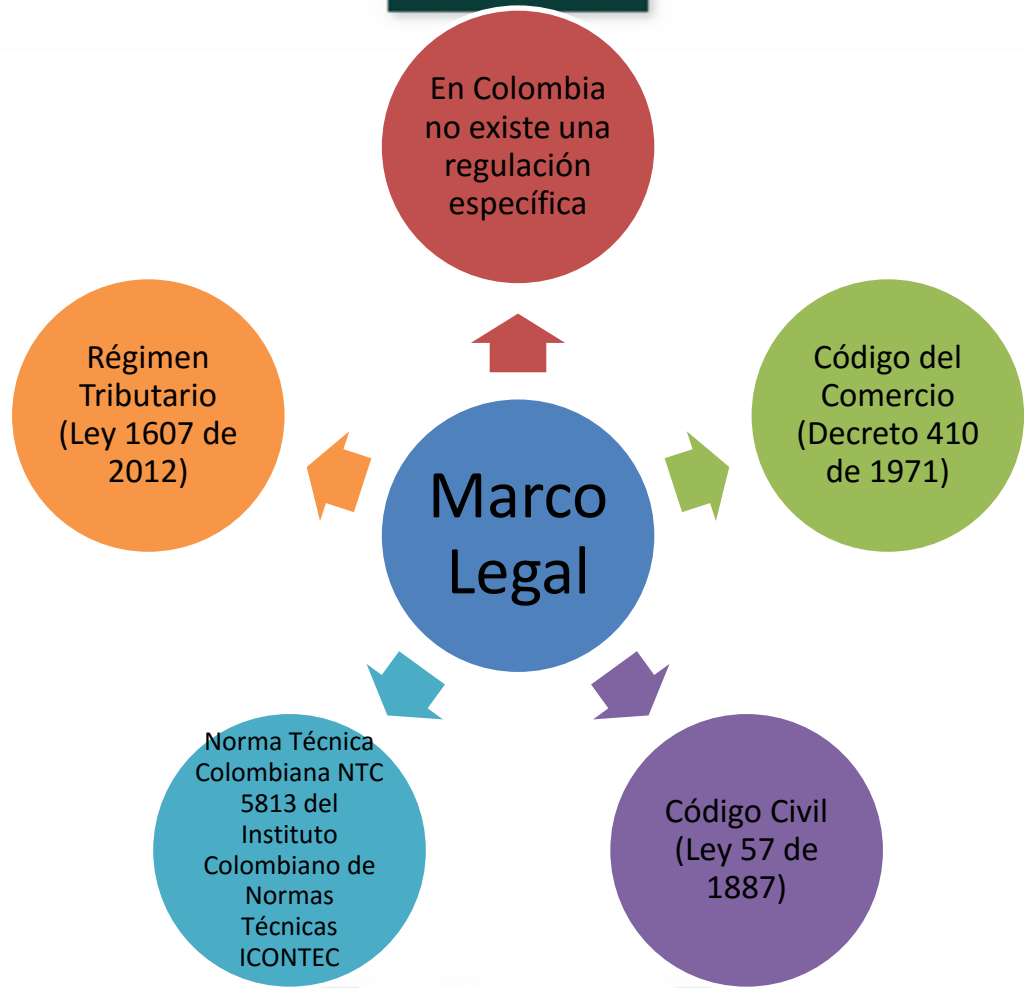 En Colombia
no existe una
regulación
específica
Régimen
Tributario
(Ley 1607 de
2012)
Código del
Comercio
(Decreto 410
de 1971)
Marco
Legal
Norma Técnica
Colombiana NTC
5813 del
Instituto
Colombiano de
Normas
Técnicas
ICONTEC
Código Civil
(Ley 57 de
1887)